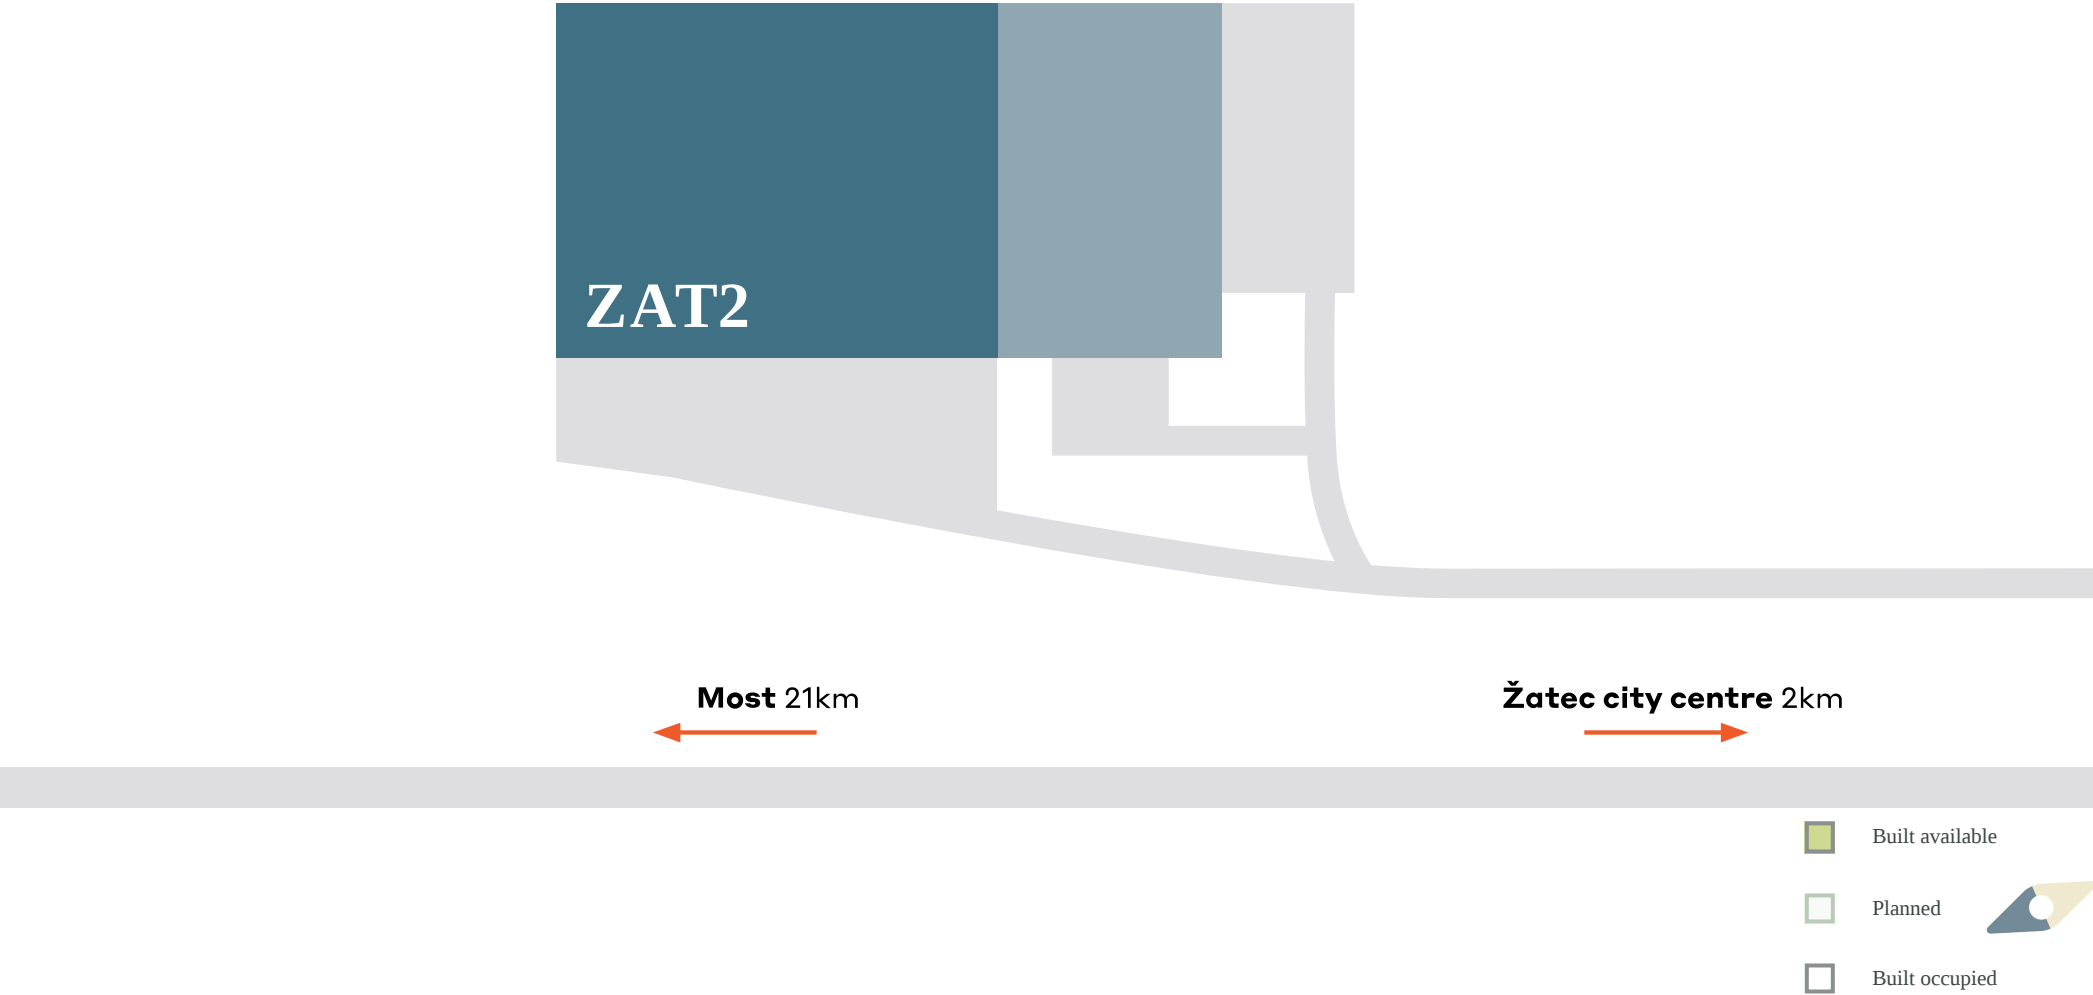 ZAT2
Most 21km
Žatec city centre 2km
Built available
Planned
Built occupied